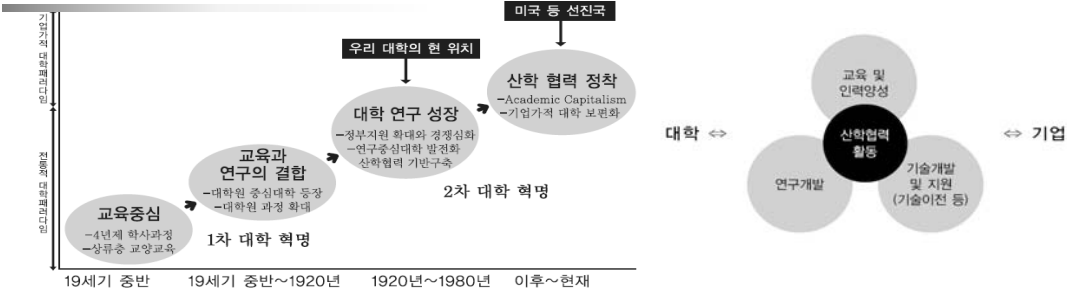 미국 등 선진국
우리 대학의 현 위치
기업가적 대학패러다임
전통적 대학패러다임
산학 협력 정착
-Academic Capitalism
-기업가적 대학 보편화
대학 연구 성장
-정부지원 확대와 경쟁심화
-연구중심대학 발전화
산학협력 기반구축
교육과
연구의 결합
-대학원 중심대학 등장
-대학원 과정 확대
교육중심
-4년제 학사과정
-상류층 교양교육
1차 대학 혁명
2차 대학 혁명
19세기 중반
19세기 중반~1920년
1920년~1980년
이후~현재
교육 및
인력양성
대학 ⇔
산학협력
활동
⇔ 기업
연구개발
기술개발
및 지원
(기술이전 등)